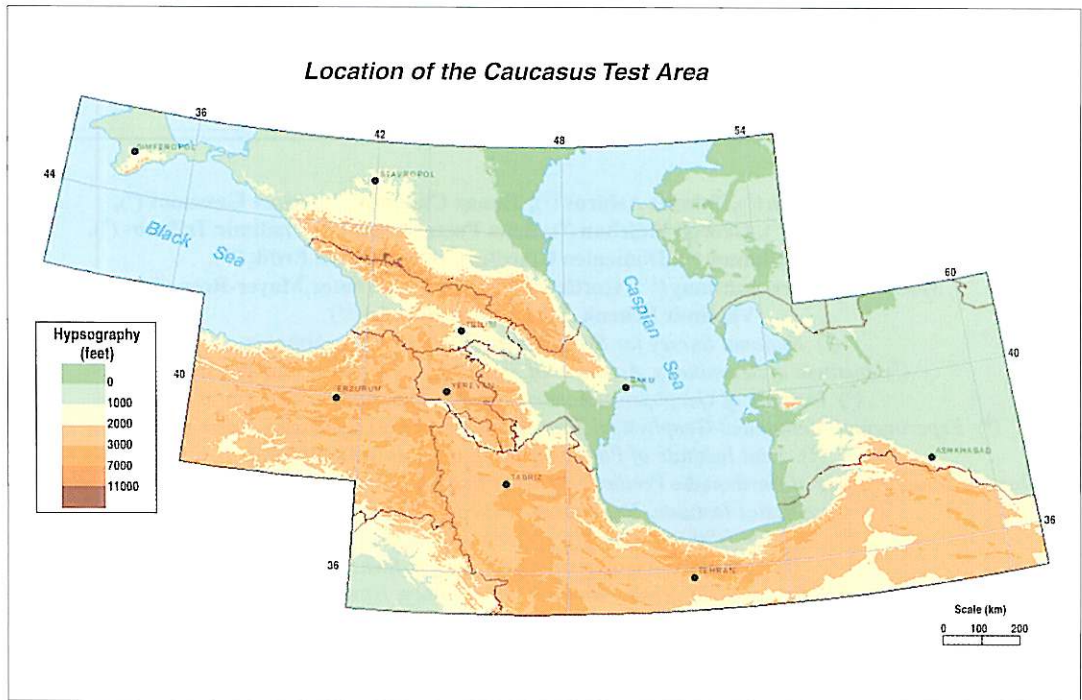 Location of the Caucasus Test Area
36
42
48
54
SIMFEROPOL
STAVROPOL
44
Black Sea
Caspian Sea
60
Hypsography
(feet)
0
1000
2000
3000
7000
11000
40
40
ERZURUM
YEREVAN
BAKU
ASHKHABAD
TABRIZ
36
36
TEHRAN
Scale (km)
0 100 200